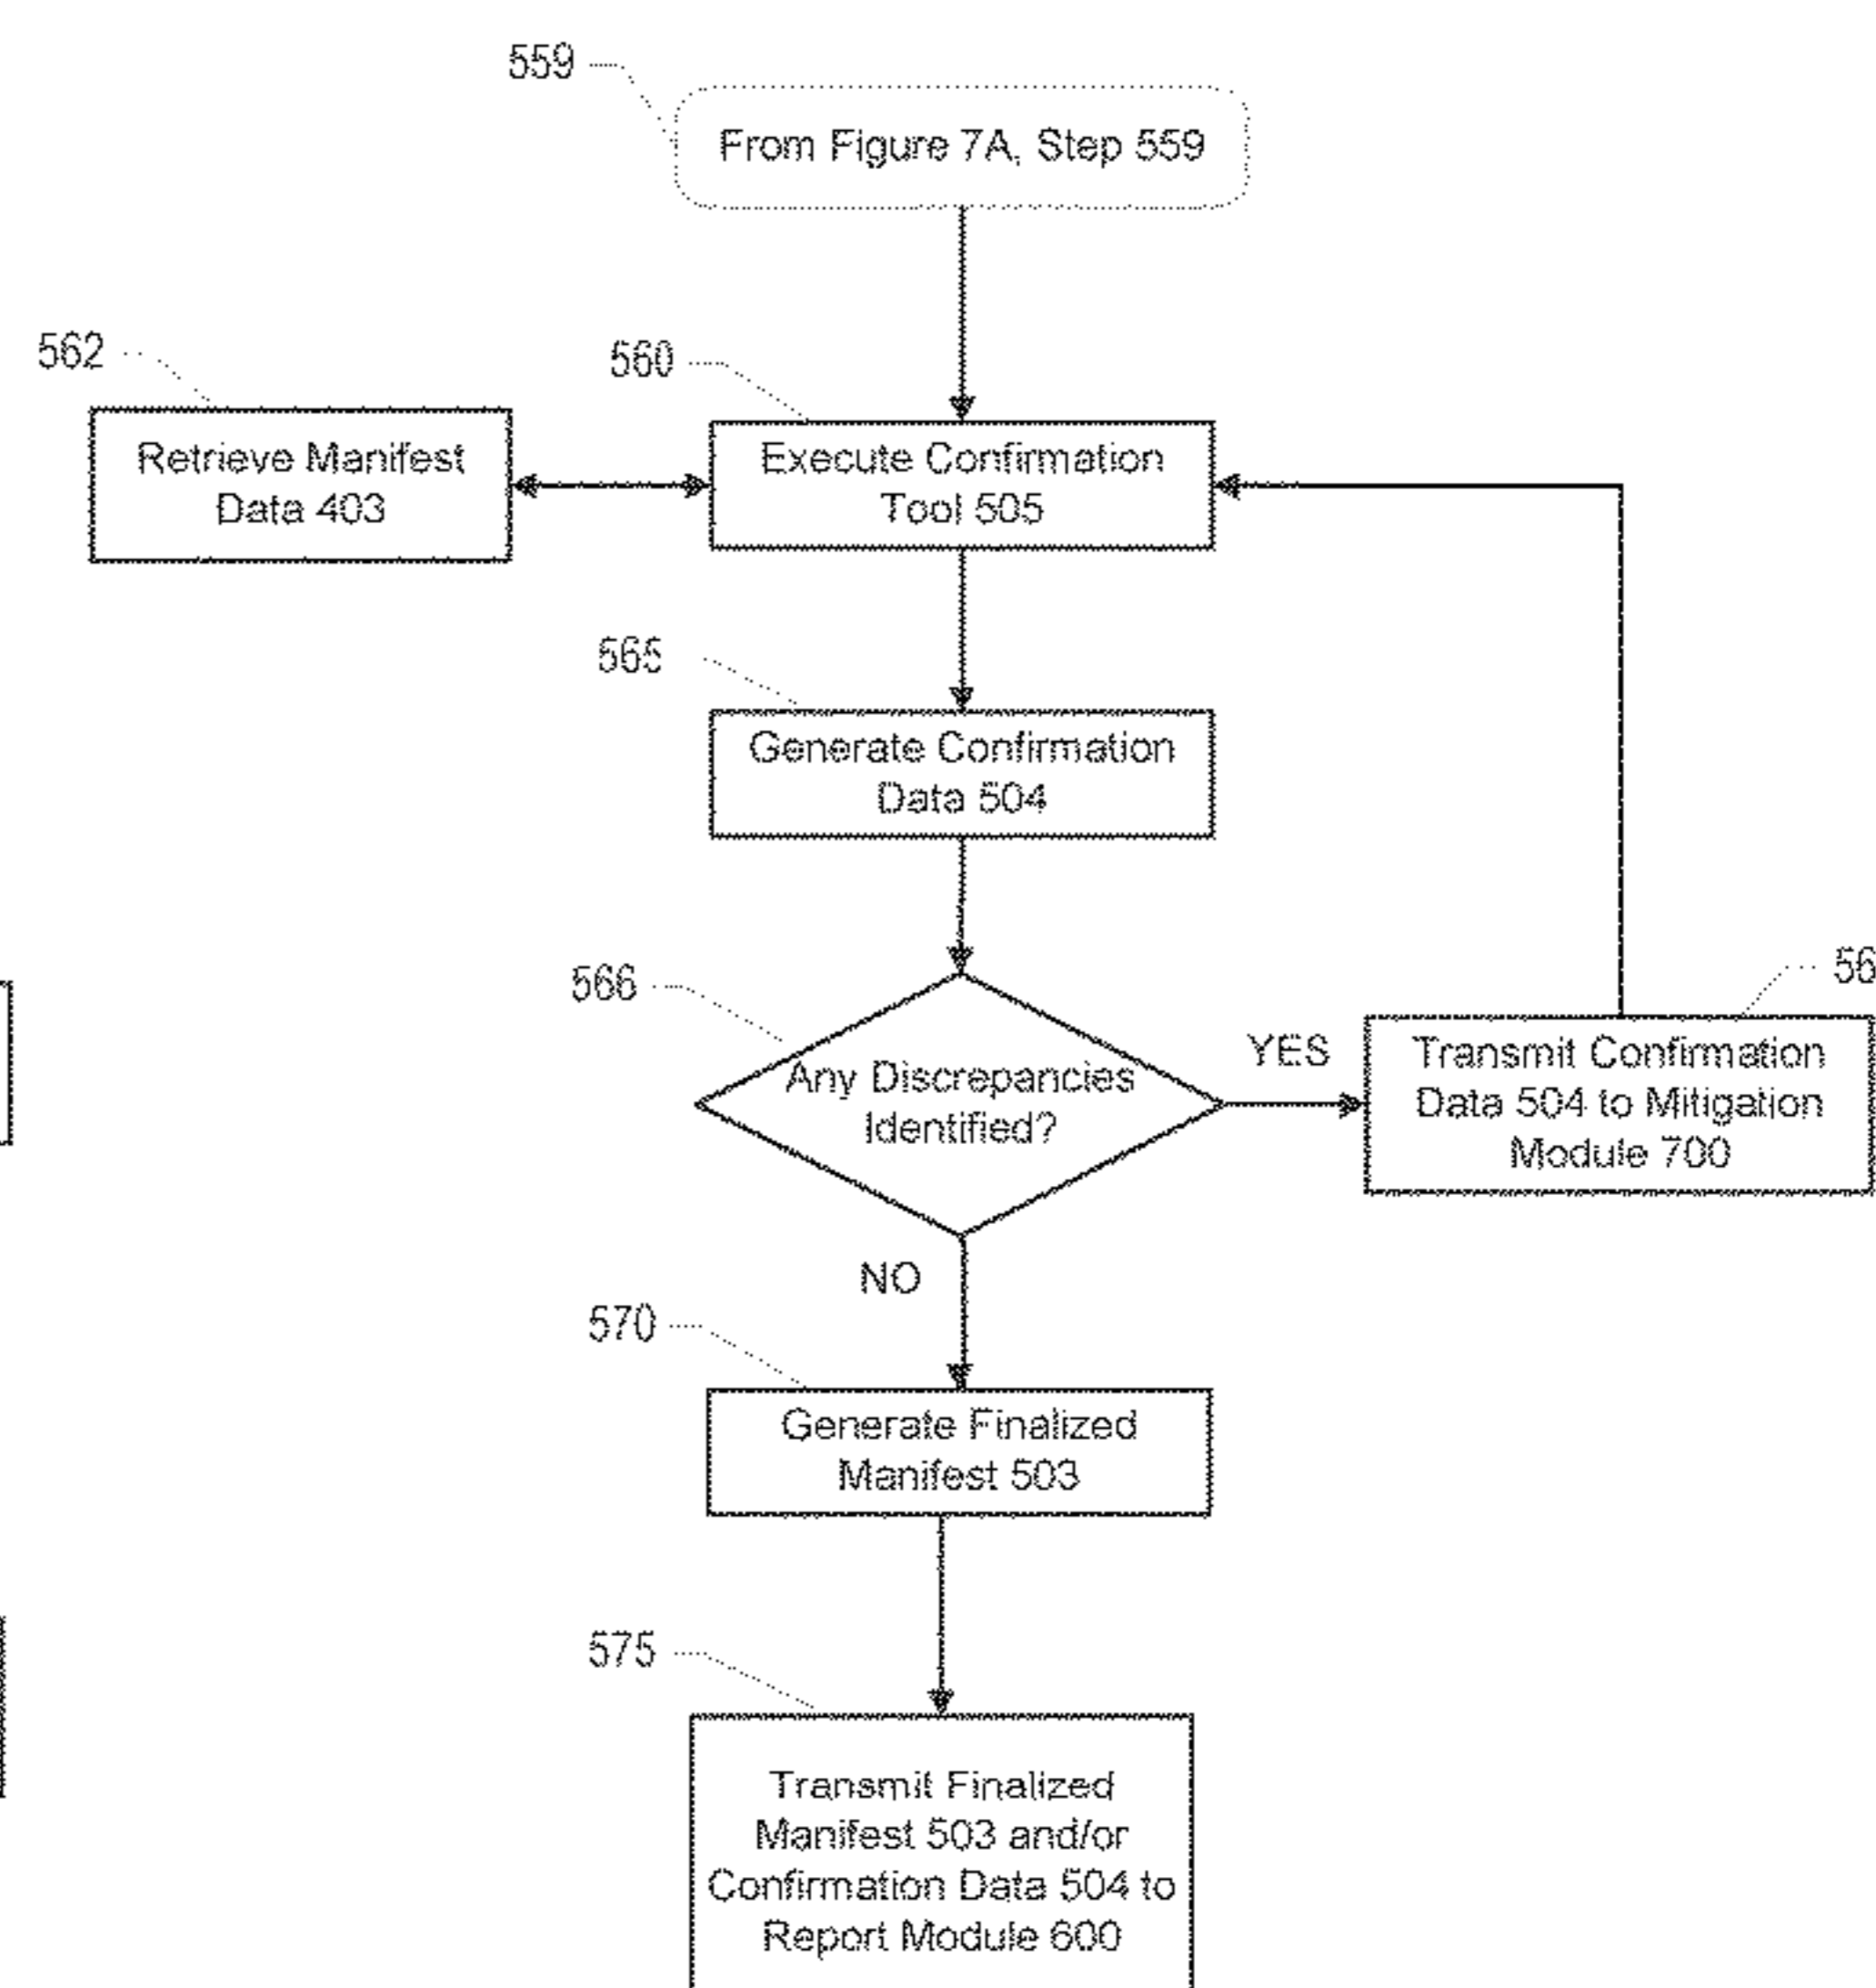 559
From Figure 7A, Step 559
562
560
Retrieve Manifest
Data 403
Execute Confirmation
Tool 505
565
Generate Confirmation
Data 504
566
56
Any Discrepancies
Identified?
YES
Transmit Confirmation
Data 504 to Mitigation
Module 700
NO
570
Generate Finalized
Manifest 503
575
Transmit Finalized
Manifest 503 and/or
Confirmation Data 504 to
Report Module 600